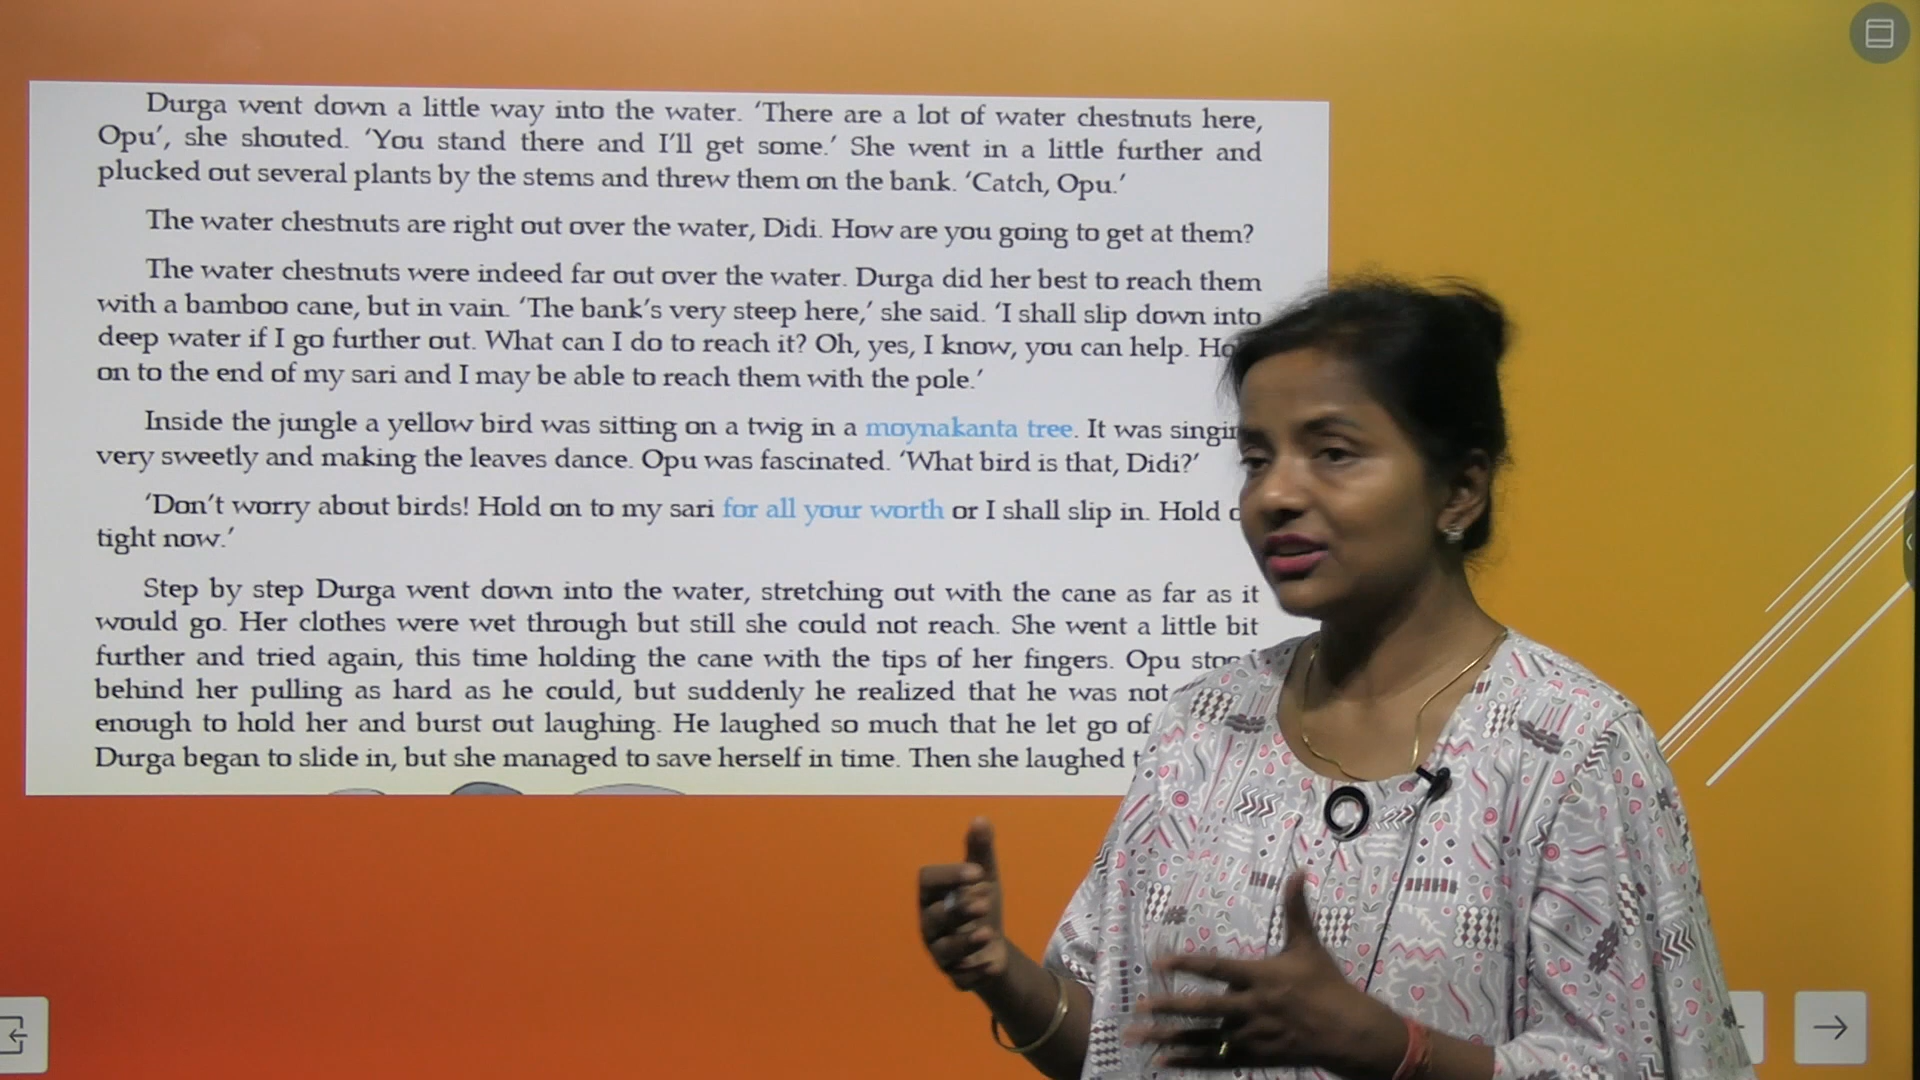 Durga went down a little way into the water. ‘There are a lot of water chestnuts here,
Opu’, she shouted. ‘You stand there and I’ll get some.’ She went in a little further and
plucked out several plants by the stems and threw them on the bank. ‘Catch, Opu.’
The water chestnuts are right out over the water, Didi. How are you going to get at them?
The water chestnuts were indeed far out over the water. Durga did her best to reach them
with a bamboo cane, but in vain. ‘The bank’s very steep here,’ she said. ‘I shall slip down into
deep water if I go further out. What can I do to reach it? Oh, yes, I know, you can help.
on to the end of my sari and I may be able to reach them with the pole.’
Inside the jungle a yellow bird was sitting on a twig in a moynakanta tree. It was
very sweetly and making the leaves dance. Opu was fascinated. ‘What bird is that, Didi?’
‘Don’t worry about birds! Hold on to my sari for all your worth or I shall slip in. Hold
tight now.’
Step by step Durga went down into the water, stretching out with the cane as far as it
would go. Her clothes were wet through but still she could not reach. She went a little bit
further and tried again, this time holding the cane with the tips of her fingers. Opu
behind her pulling as hard as he could, but suddenly he realized that he was not
enough to hold her and burst out laughing. He laughed so much that he let go of
Durga began to slide in, but she managed to save herself in time. Then she laughed